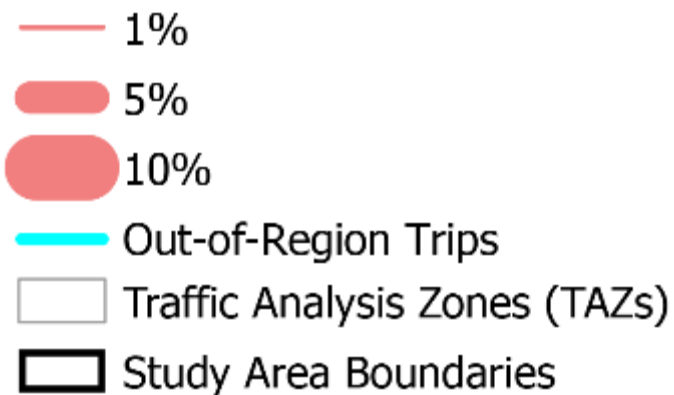 1%
5%
10%
Out-of-Region Trips
Traffic Analysis Zones (TAZs)
Study Area Boundaries